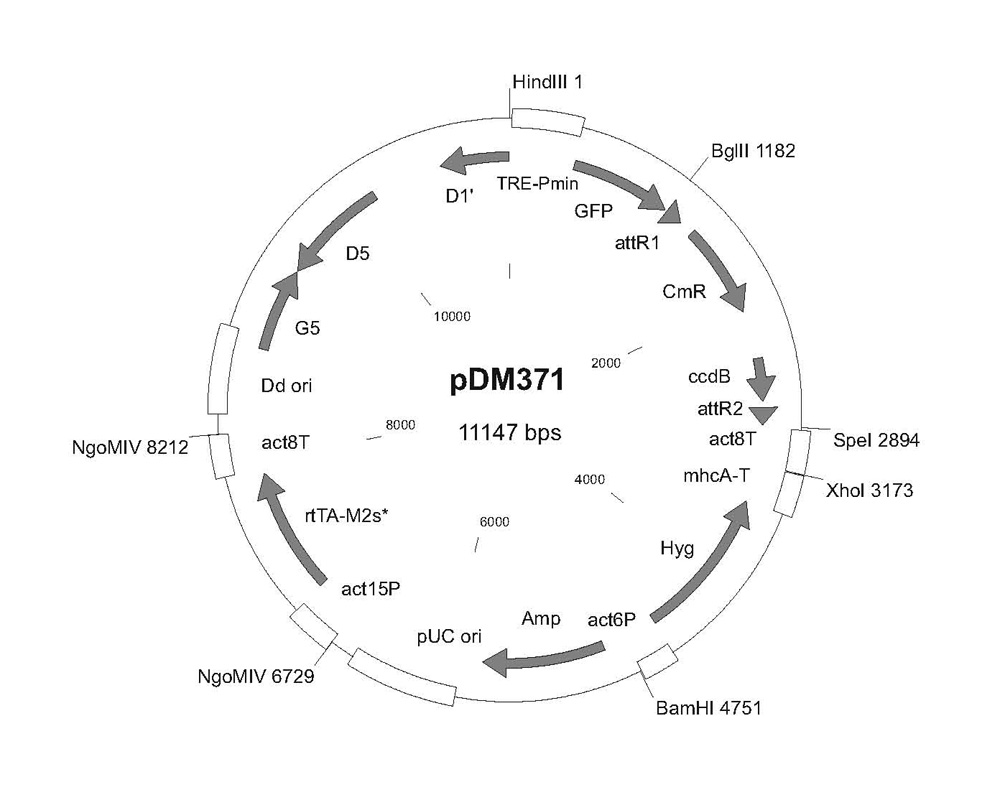 HindIII 1
BglII 1182
D1'
TRE-Pmin
GFP
attR1
D5
CmR
G5
10000
2000
pDM371
ccdB
Dd ori
attR2
8000
11147 bps
act8T
SpeI 2894
NgoMIV 8212
act8T
mhcA-T
4000
XhoI 3173
rtTA-M2s*
6000
Hyg
act15P
Amp
act6P
pUC ori
NgoMIV 6729
BamHI 4751